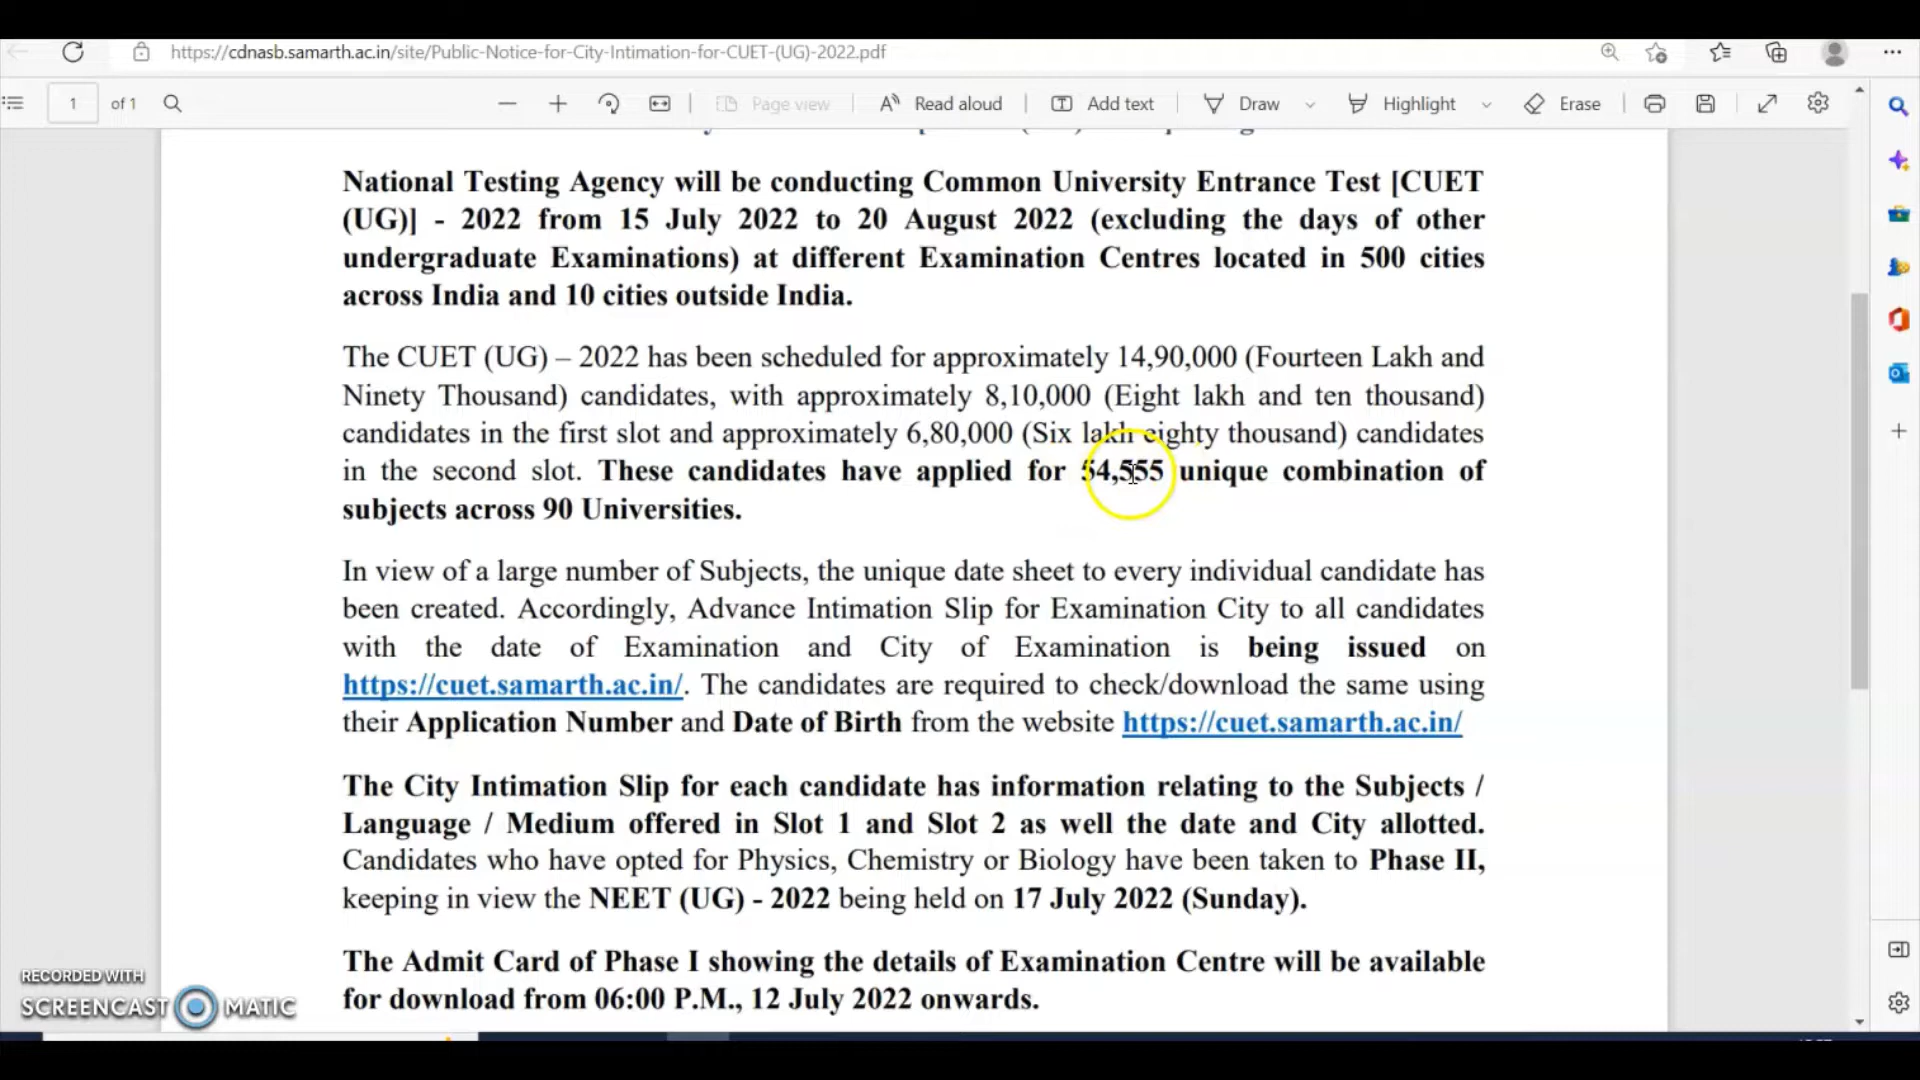 https://cdnasb.samarth.ac.in/site/Public-Notice-for-City-Intimation-for-CUET-(UG)-2022.pdf
1 of 1 Page view Read aloud Add text Draw Highlight Erase
National Testing Agency will be conducting Common University Entrance Test [CUET
(UG)] - 2022 from 15 July 2022 to 20 August 2022 (excluding the days of other
undergraduate Examinations) at different Examination Centres located in 500 cities
across India and 10 cities outside India.
The CUET (UG) – 2022 has been scheduled for approximately 14,90,000 (Fourteen Lakh and
Ninety Thousand) candidates, with approximately 8,10,000 (Eight lakh and ten thousand)
candidates in the first slot and approximately 6,80,000 (Six lakh eighty thousand) candidates
in the second slot. These candidates have applied for 54,555 unique combination of
subjects across 90 Universities.
In view of a large number of Subjects, the unique date sheet to every individual candidate has
been created. Accordingly, Advance Intimation Slip for Examination City to all candidates
with the date of Examination and City of Examination is being issued on
https://cuet.samarth.ac.in/. The candidates are required to check/download the same using
their Application Number and Date of Birth from the website https://cuet.samarth.ac.in/
The City Intimation Slip for each candidate has information relating to the Subjects /
Language / Medium offered in Slot 1 and Slot 2 as well the date and City allotted.
Candidates who have opted for Physics, Chemistry or Biology have been taken to Phase II,
keeping in view the NEET (UG) - 2022 being held on 17 July 2022 (Sunday).
The Admit Card of Phase I showing the details of Examination Centre will be available
for download from 06:00 P.M., 12 July 2022 onwards.
RECORDED WITH
SCREENCAST MATIC